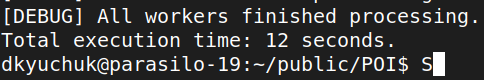 [DEBUG] All workers finished processing.
Total execution time: 12 seconds.
dkyuchuk@parasilo-19:~/public/POI$ S